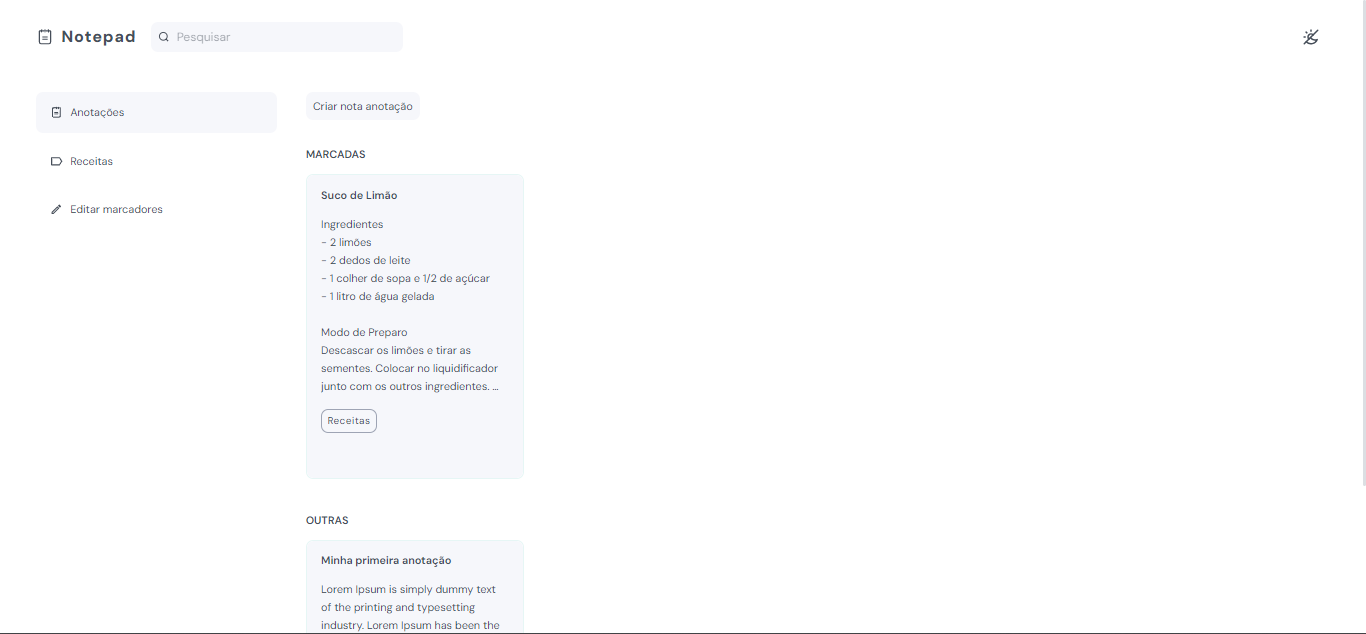 Notepad
Pesquisar
Anotações
Receitas
Editar marcadores
Criar nota anotação
MARCADAS
Suco de Limão
Ingredientes
- 2 limões
- 2 dedos de leite
- 1 colher de sopa e 1/2 de açúcar
- 1 litro de água gelada
Modo de Preparo
Descascar os limões e tirar as
sementes. Colocar no liquidificador
junto com os outros ingredientes. ...
Receitas
OUTRAS
Minha primeira anotação
Lorem Ipsum is simply dummy text
of the printing and typesetting
industry. Lorem Ipsum has been the